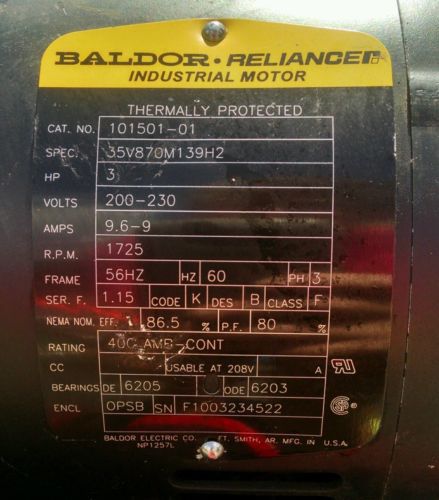 BALDOR • RELIANCER
INDUSTRIAL MOTOR
THERMALLY PROTECTED
CAT. NO. 101501-01
SPEC. 35V870M139H2
HP 3
VOLTS 200-230
AMPS 9.6-9
R.P.M. 1725
FRAME 56HZ HZ 60 PH 3
SER. F. 1.15 CODE K DES B CLASS F
NEMA NOM. EFF. 86.5 % P.F. 80 %
RATING 40C AMB-CONT
CC USABLE AT 208V A
BEARINGS DE 6205 ODE 6203
ENCL OPSB SN F1003234522
BALDOR ELECTRIC CO. FT. SMITH, AR. MFG. IN U.S.A.
NP1257L